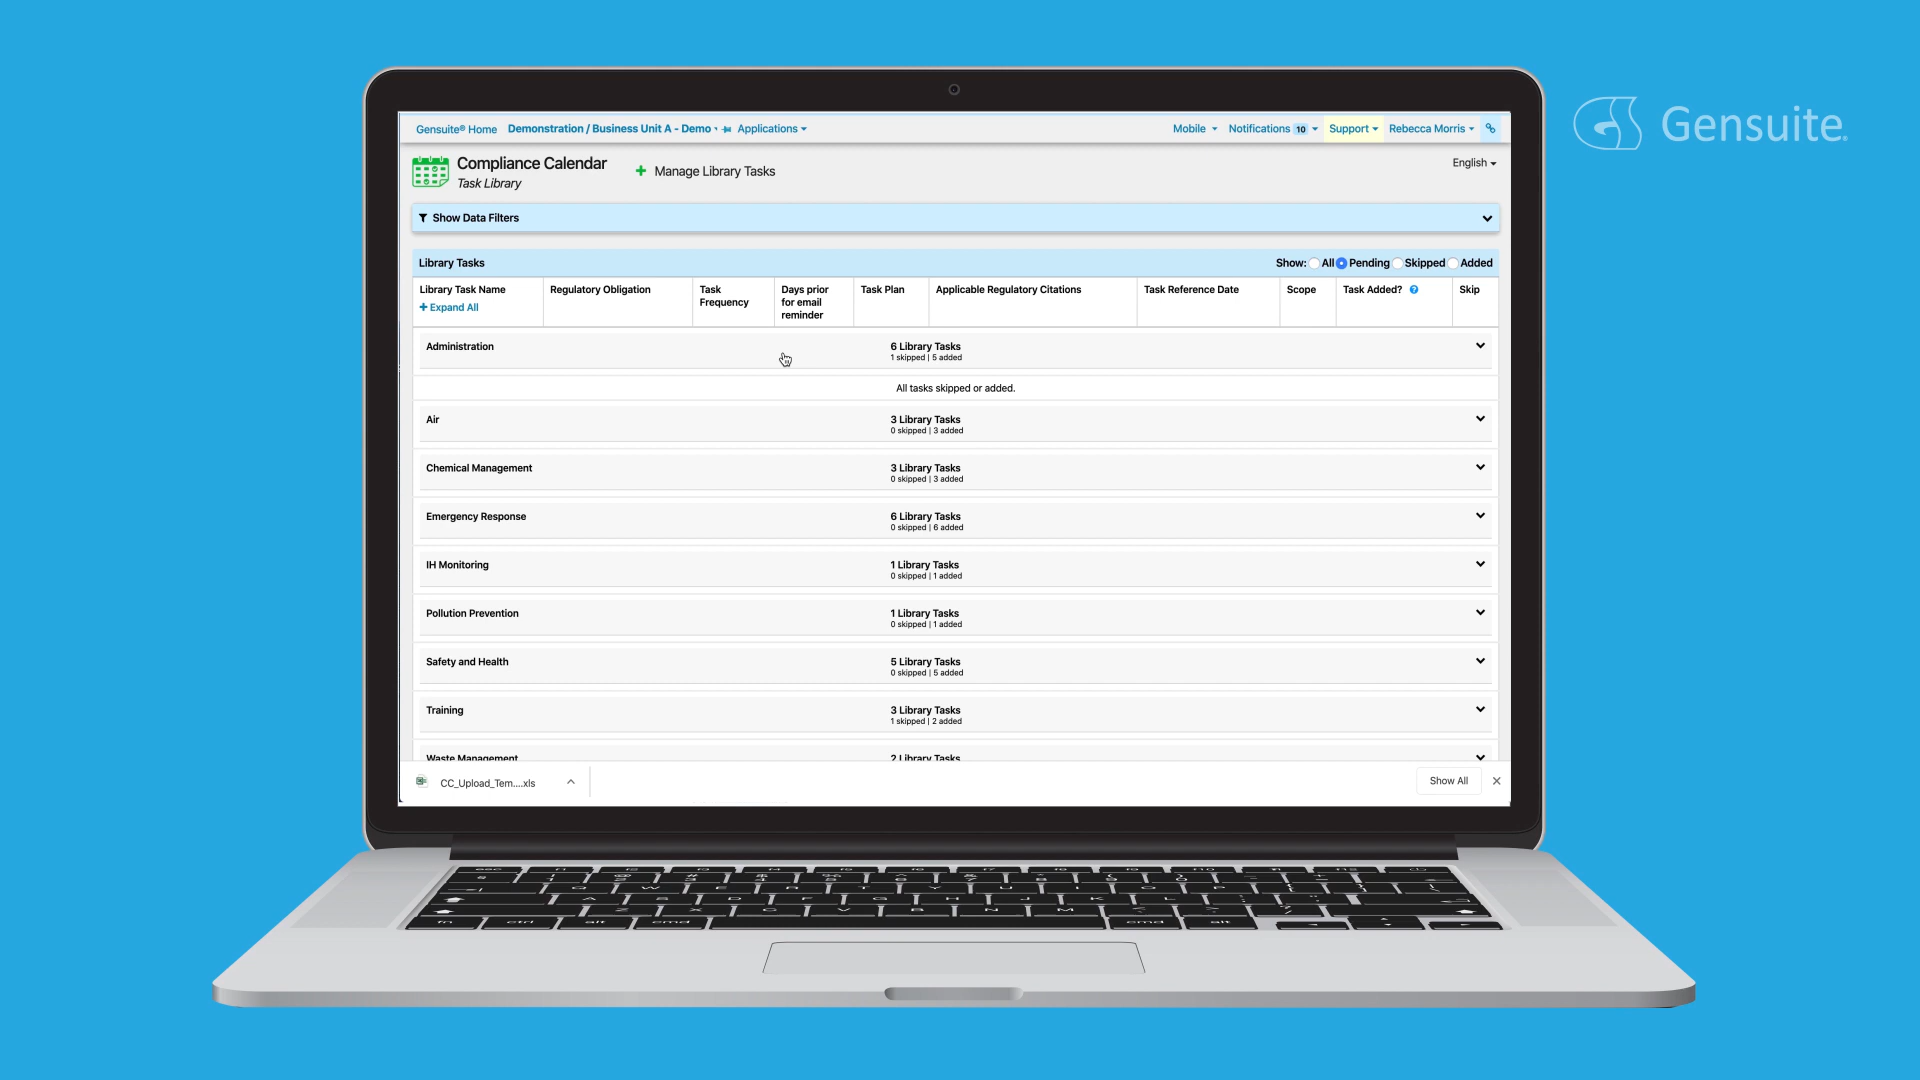 Gensuite
Gensuite® Home Demonstration / Business Unit A - Demo Applications Mobile Notifications 10 Support Rebecca Morris
Compliance Calendar
Task Library
Manage Library Tasks
English
Show Data Filters
Library Tasks Show: All Pending Skipped Added
Library Task Name
+ Expand All
Regulatory Obligation
Task
Frequency
Days prior
for email
reminder
Task Plan
Applicable Regulatory Citations
Task Reference Date
Scope
Task Added?
Skip
Administration
6 Library Tasks
1 skipped | 5 added
All tasks skipped or added.
Air
3 Library Tasks
0 skipped | 3 added
Chemical Management
3 Library Tasks
0 skipped | 3 added
Emergency Response
6 Library Tasks
0 skipped | 6 added
IH Monitoring
1 Library Tasks
0 skipped | 1 added
Pollution Prevention
1 Library Tasks
0 skipped | 1 added
Safety and Health
5 Library Tasks
0 skipped | 5 added
Training
3 Library Tasks
1 skipped | 2 added
Waste Management
2 Library Tasks
CC_Upload_Tem....xls
Show All
fn ctrl alt cmd cmd alt